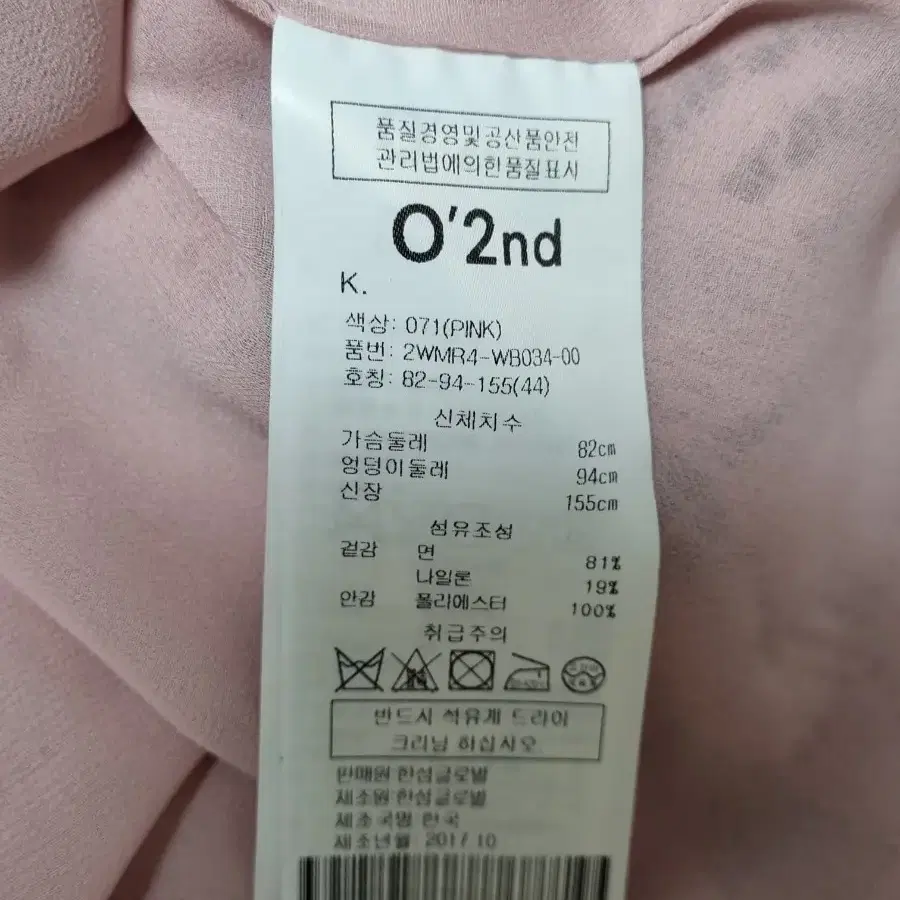 품질경영및공산품안전
관리법에의한품질표시
O'2nd
K.
색상: 071(PINK)
품번: 2WMR4-WB034-00
호칭: 82-94-155(44)
신체치수
가슴둘레 82cm
엉덩이둘레 94cm
신장 155cm
섬유조성
겉감 면 81%
나일론 19%
안감 폴리에스터 100%
취급주의
반드시 석유계 드라이
크리닝 하십시오
판매원 한섬글로벌
제조원 한섬글로벌
제조국명 한국
제조년월 2017 10